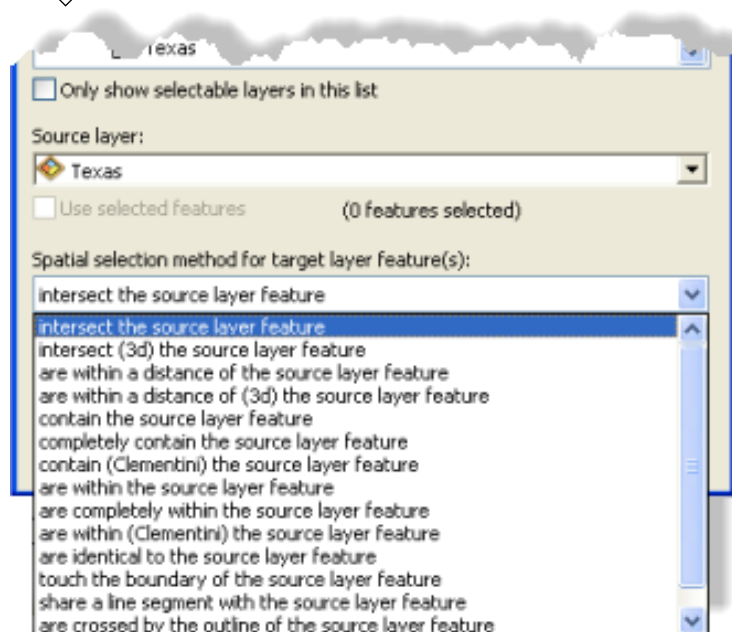 Texas
Only show selectable layers in this list
Source layer:
Texas
Use selected features (0 features selected)
Spatial selection method for target layer feature(s):
intersect the source layer feature
intersect the source layer feature
intersect (3d) the source layer feature
are within a distance of the source layer feature
are within a distance of (3d) the source layer feature
contain the source layer feature
completely contain the source layer feature
contain (Clementini) the source layer feature
are within the source layer feature
are completely within the source layer feature
are within (Clementini) the source layer feature
are identical to the source layer feature
touch the boundary of the source layer feature
share a line segment with the source layer feature
are crossed by the outline of the source layer feature